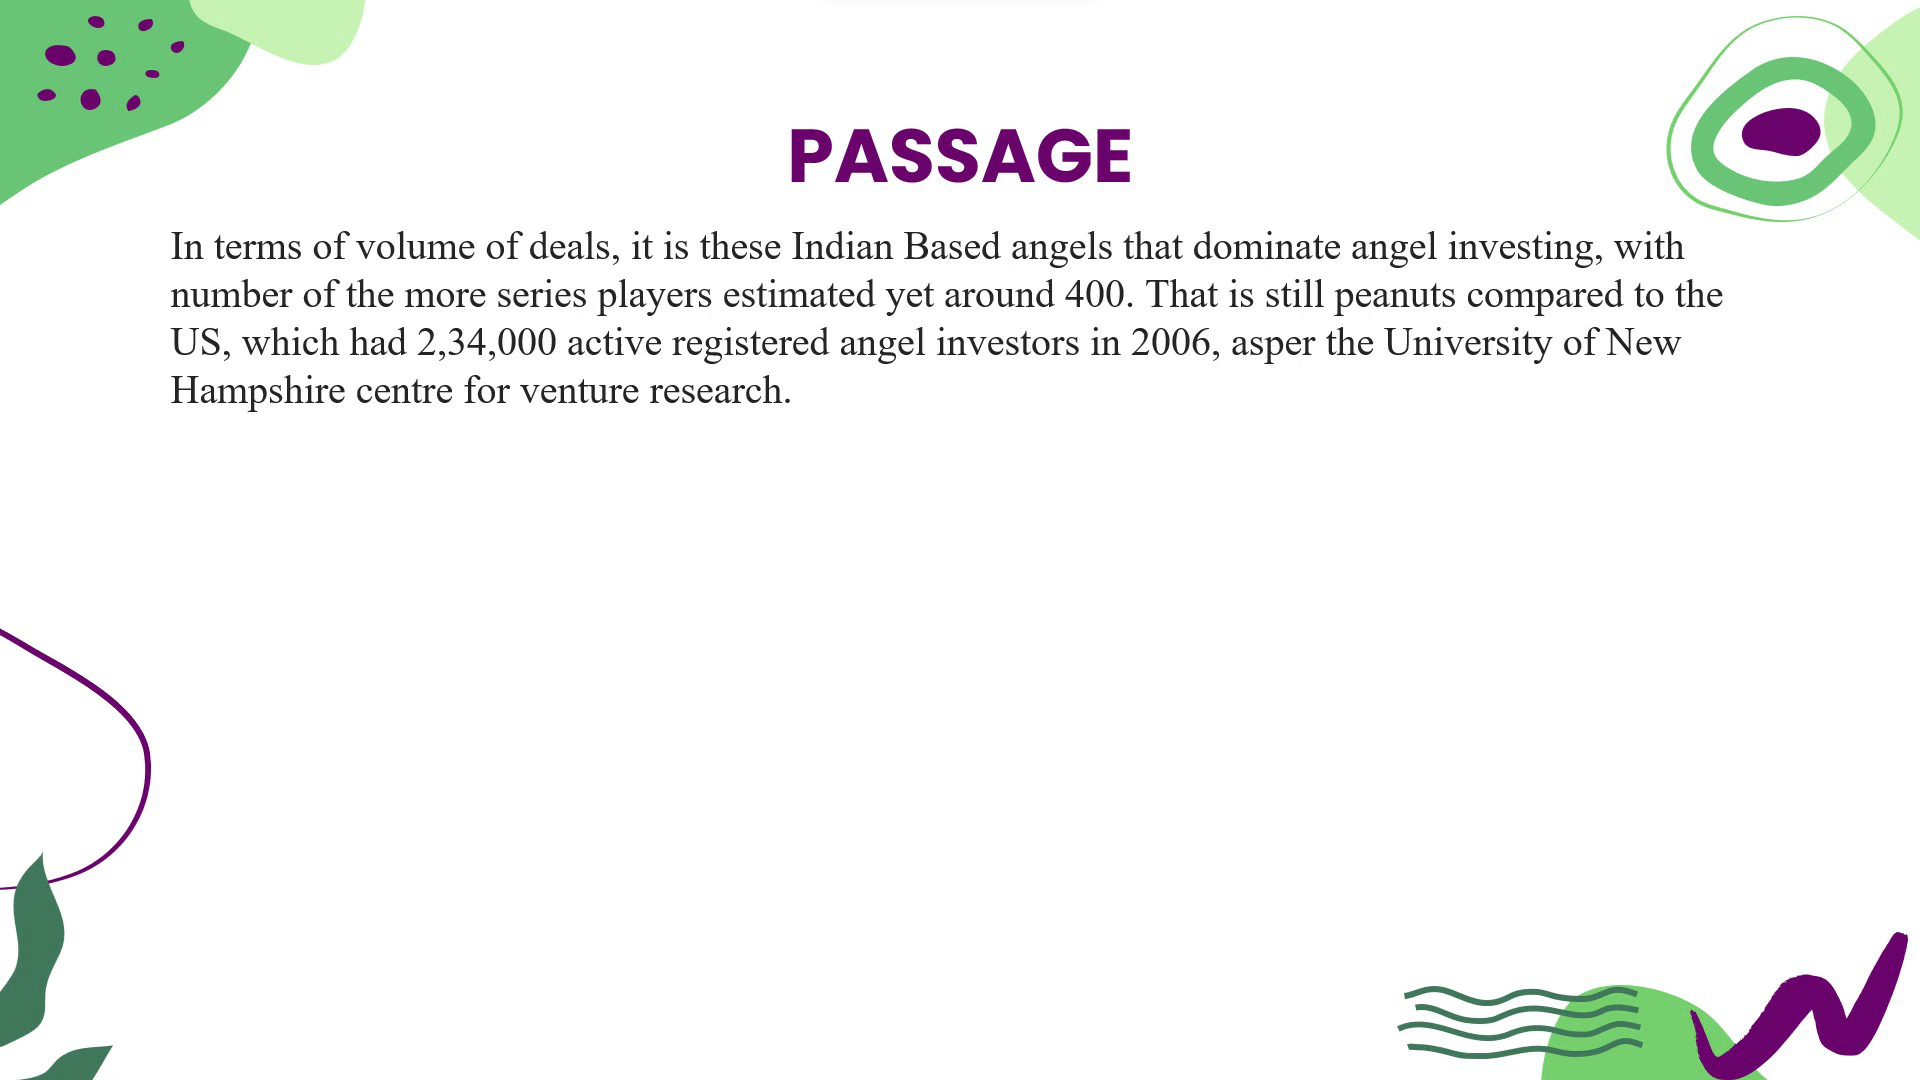 PASSAGE
In terms of volume of deals, it is these Indian Based angels that dominate angel investing, with
number of the more series players estimated yet around 400. That is still peanuts compared to the
US, which had 2,34,000 active registered angel investors in 2006, asper the University of New
Hampshire centre for venture research.